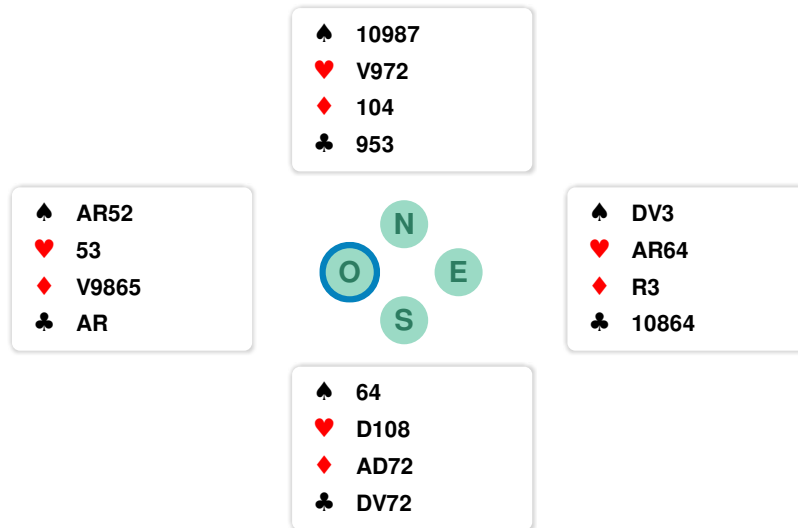 ♠ 10987
♥ V972
♦ 104
♣ 953
♠ AR52
♥ 53
♦ V9865
♣ AR
N
O
E
S
♠ DV3
♥ AR64
♦ R3
♣ 10864
♠ 64
♥ D108
♦ AD72
♣ DV72